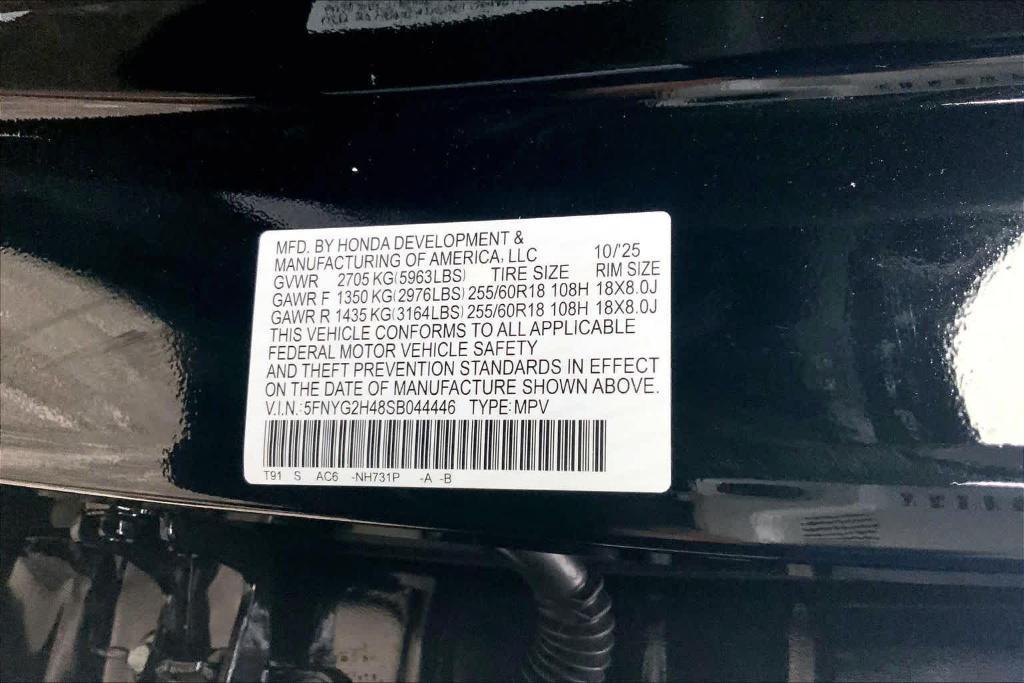 MFD. BY HONDA DEVELOPMENT &
MANUFACTURING OF AMERICA, LLC 10/'25
GVWR 2705 KG(5963LBS) TIRE SIZE RIM SIZE
GAWR F 1350 KG(2976LBS) 255/60R18 108H 18X8.0J
GAWR R 1435 KG(3164LBS) 255/60R18 108H 18X8.0J
THIS VEHICLE CONFORMS TO ALL APPLICABLE
FEDERAL MOTOR VEHICLE SAFETY
AND THEFT PREVENTION STANDARDS IN EFFECT
ON THE DATE OF MANUFACTURE SHOWN ABOVE.
V.I.N.:5FNYG2H48SB044446 TYPE:MPV
T91 S AC6 -NH731P -A -B